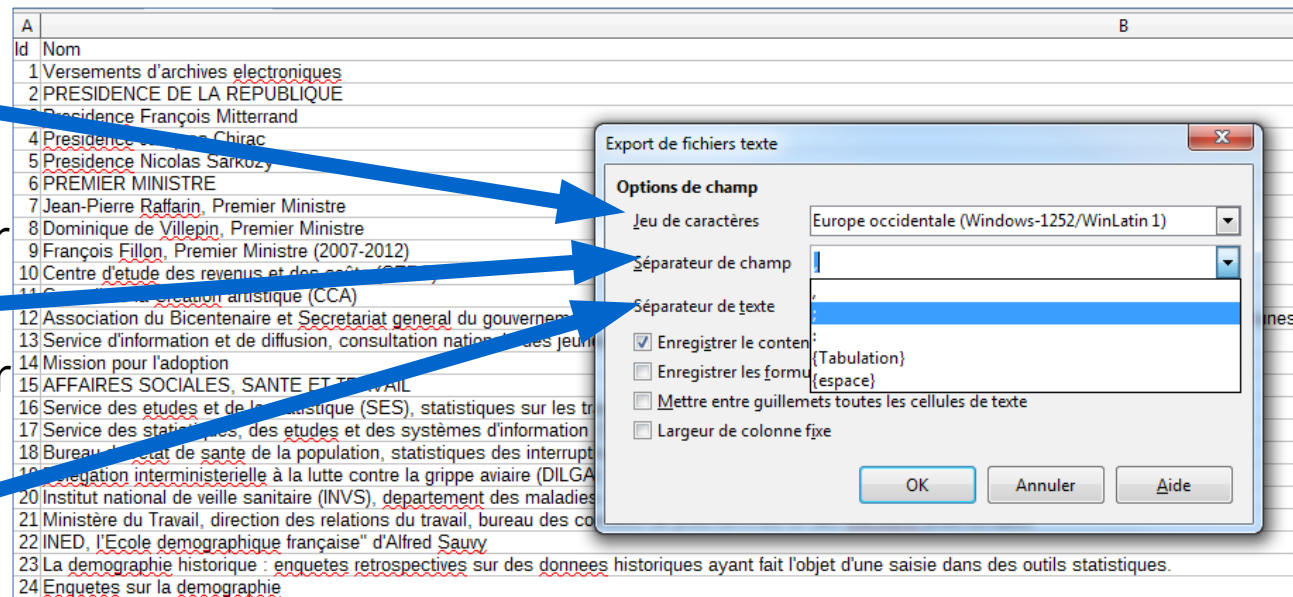 A B
Id Nom
1 Versements d'archives electroniques
2 PRESIDENCE DE LA REPUBLIQUE
3 Presidence François Mitterrand
4 Presidence Chirac
5 Presidence Nicolas Sarkozy
6 PREMIER MINISTRE
7 Jean-Pierre Raffarin, Premier Ministre
8 Dominique de Villepin, Premier Ministre
9 François Fillon, Premier Ministre (2007-2012)
10 Centre d'etude des revenus et des
11 artistique (CCA)
12 Association du Bicentenaire et Secretariat general du gouvernem
13 Service d'information et de diffusion, consultation nationale des jeun
14 Mission pour l'adoption
15 AFFAIRES SOCIALES, SANTE ET TRAVAIL
16 Service des etudes et de la statistique (SES), statistiques sur les tr
17 Service des statistiques, des etudes et des systèmes d'information
18 Bureau de sante de la population, statistiques des interrupt
19 Delegation interministerielle à la lutte contre la grippe aviaire (DILGA
20 Institut national de veille sanitaire (INVS), departement des maladies
21 Ministère du Travail, direction des relations du travail, bureau des co
22 INED, l'Ecole demographique française" d'Alfred Sauvy
23 La demographie historique : enquetes retrospectives sur des donnees historiques ayant fait l'objet d'une saisie dans des outils statistiques.
24 Enquetes sur la demographie
Export de fichiers texte
Options de champ
Jeu de caractères Europe occidentale (Windows-1252/WinLatin 1)
Séparateur de champ
Séparateur de texte
,
;
:
{Tabulation}
{espace}
Enregistrer le conten
Enregistrer les formu
Mettre entre guillemets toutes les cellules de texte
Largeur de colonne fixe
OK Annuler Aide